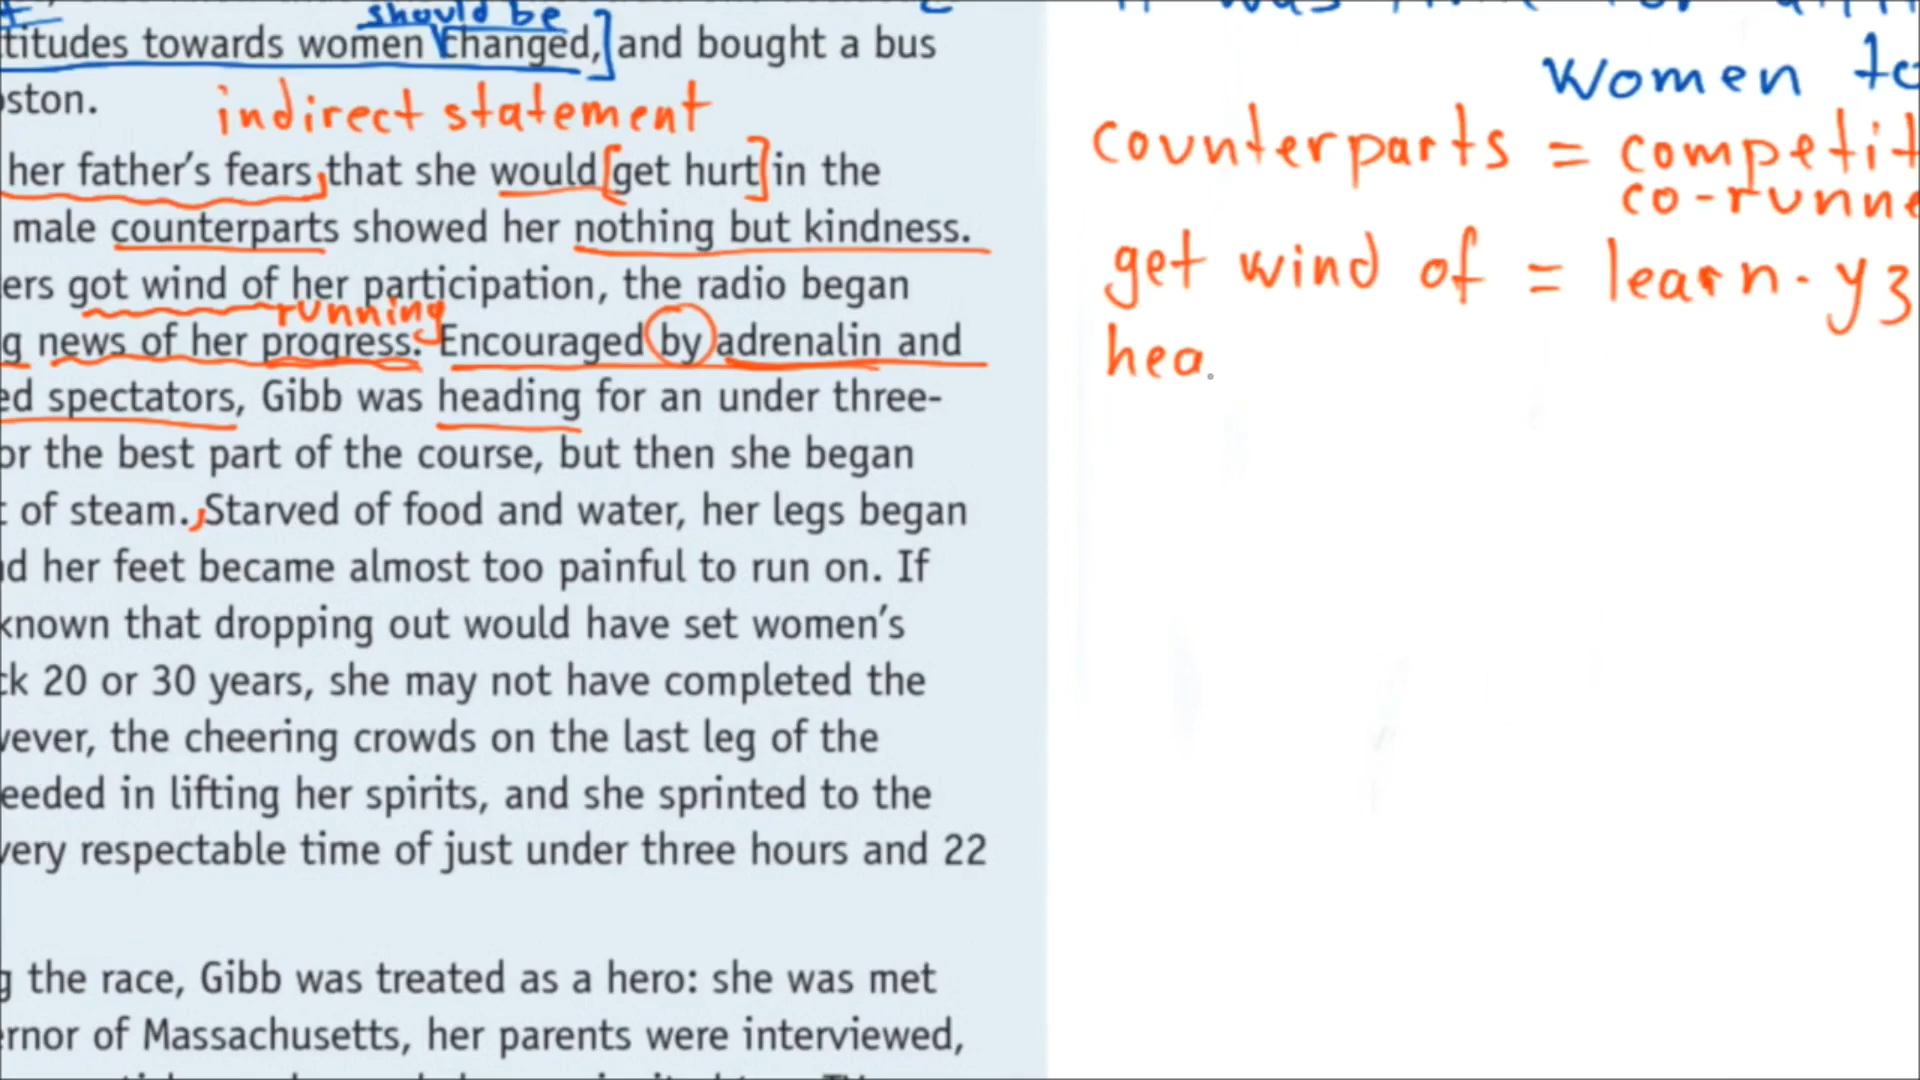 should be
titudes towards women changed, and bought a bus
ston.
indirect statement
her father's fears, that she would [get hurt] in the
male counterparts showed her nothing but kindness.
ers got wind of her participation, the radio began
running
g news of her progress. Encouraged by adrenalin and
ed spectators, Gibb was heading for an under three-
or the best part of the course, but then she began
t of steam. Starved of food and water, her legs began
d her feet became almost too painful to run on. If
known that dropping out would have set women's
ck 20 or 30 years, she may not have completed the
wever, the cheering crowds on the last leg of the
eeded in lifting her spirits, and she sprinted to the
very respectable time of just under three hours and 22
g the race, Gibb was treated as a hero: she was met
ernor of Massachusetts, her parents were interviewed,
women to
counterparts = competit
co-runne
get wind of = learn - y3
hea